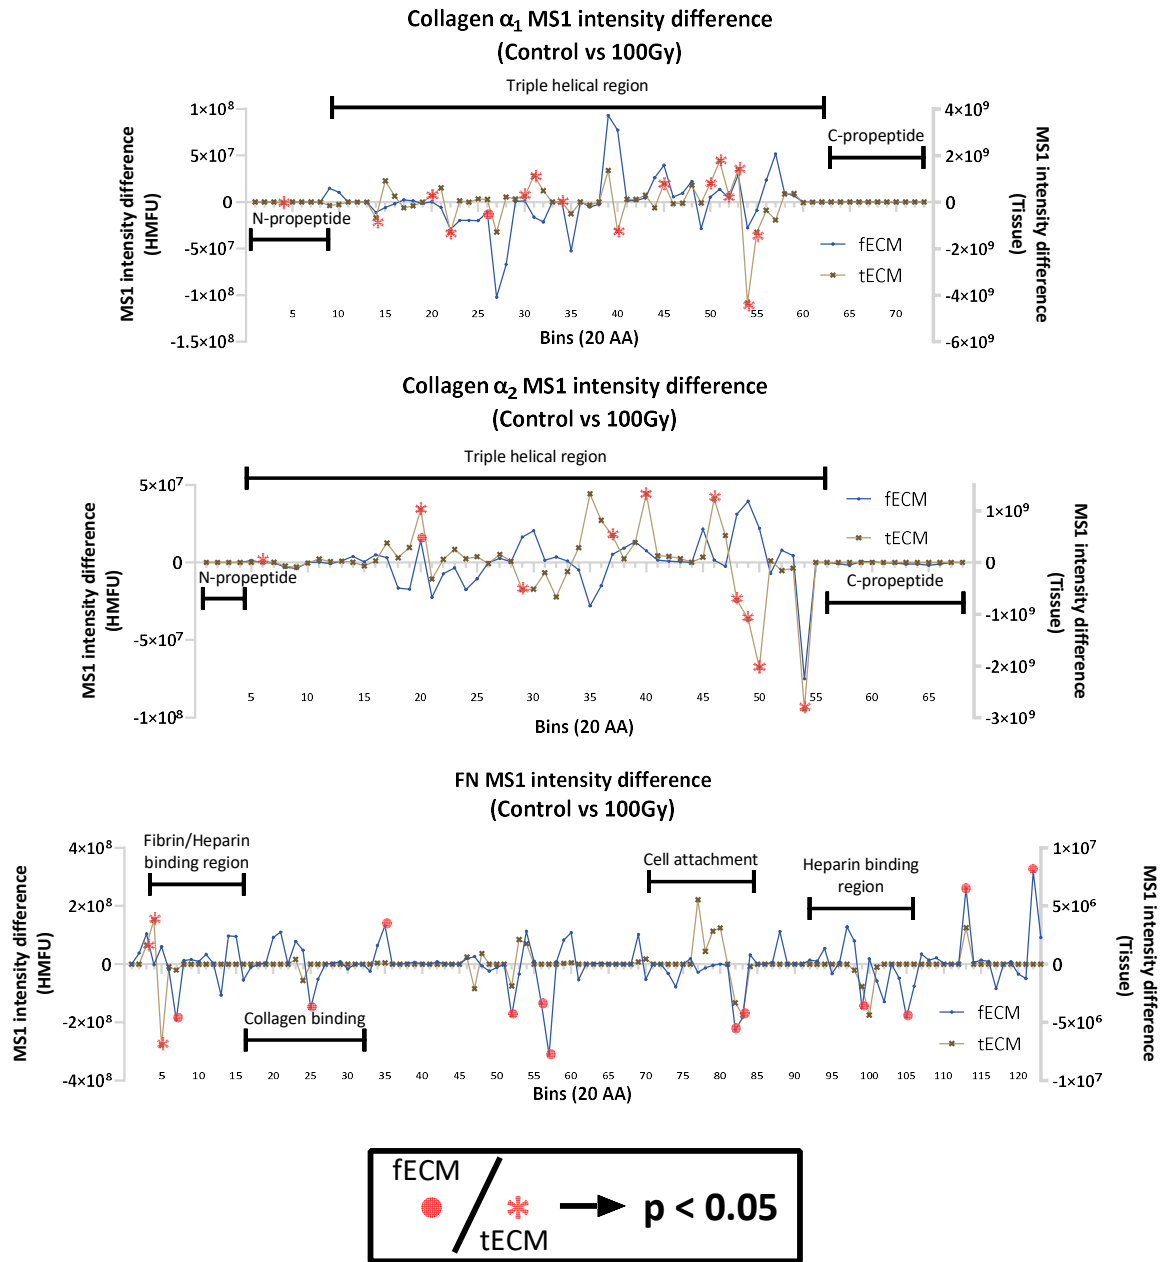 Collagen α₁ MS1 intensity difference
(Control vs 100Gy)
Triple helical region
1×10⁸
5×10⁷
0
-5×10⁷
-1×10⁸
-1.5×10⁸
MS1 intensity difference
(HMFU)
N-propeptide
C-propeptide
4×10⁹
2×10⁹
0
-2×10⁹
-4×10⁹
-6×10⁹
MS1 intensity difference
(Tissue)
fECM
tECM
5 10 15 20 25 30 35 40 45 50 55 60 65 70
Bins (20 AA)
Collagen α₂ MS1 intensity difference
(Control vs 100Gy)
Triple helical region
5×10⁷
0
-5×10⁷
-1×10⁸
MS1 intensity difference
(HMFU)
N-propeptide
C-propeptide
fECM
tECM
1×10⁹
0
-1×10⁹
-2×10⁹
-3×10⁹
MS1 intensity difference
(Tissue)
5 10 15 20 25 30 35 40 45 50 55 60 65
Bins (20 AA)
FN MS1 intensity difference
(Control vs 100Gy)
Fibrin/Heparin
binding region
Cell attachment
Heparin binding
region
4×10⁸
2×10⁸
0
-2×10⁸
-4×10⁸
MS1 intensity difference
(HMFU)
Collagen binding
fECM
tECM
1×10⁷
5×10⁶
0
-5×10⁶
-1×10⁷
MS1 intensity difference
(Tissue)
5 10 15 20 25 30 35 40 45 50 55 60 65 70 75 80 85 90 95 100 105 110 115 120
Bins (20 AA)
fECM
tECM
p < 0.05